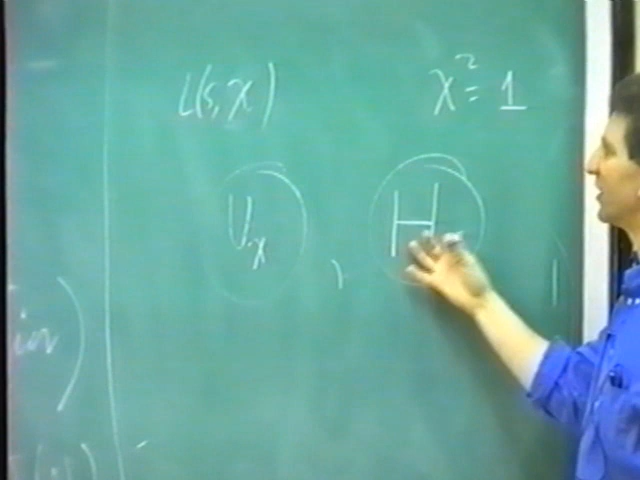 L(s,χ) χ² = 1
U_χ , H